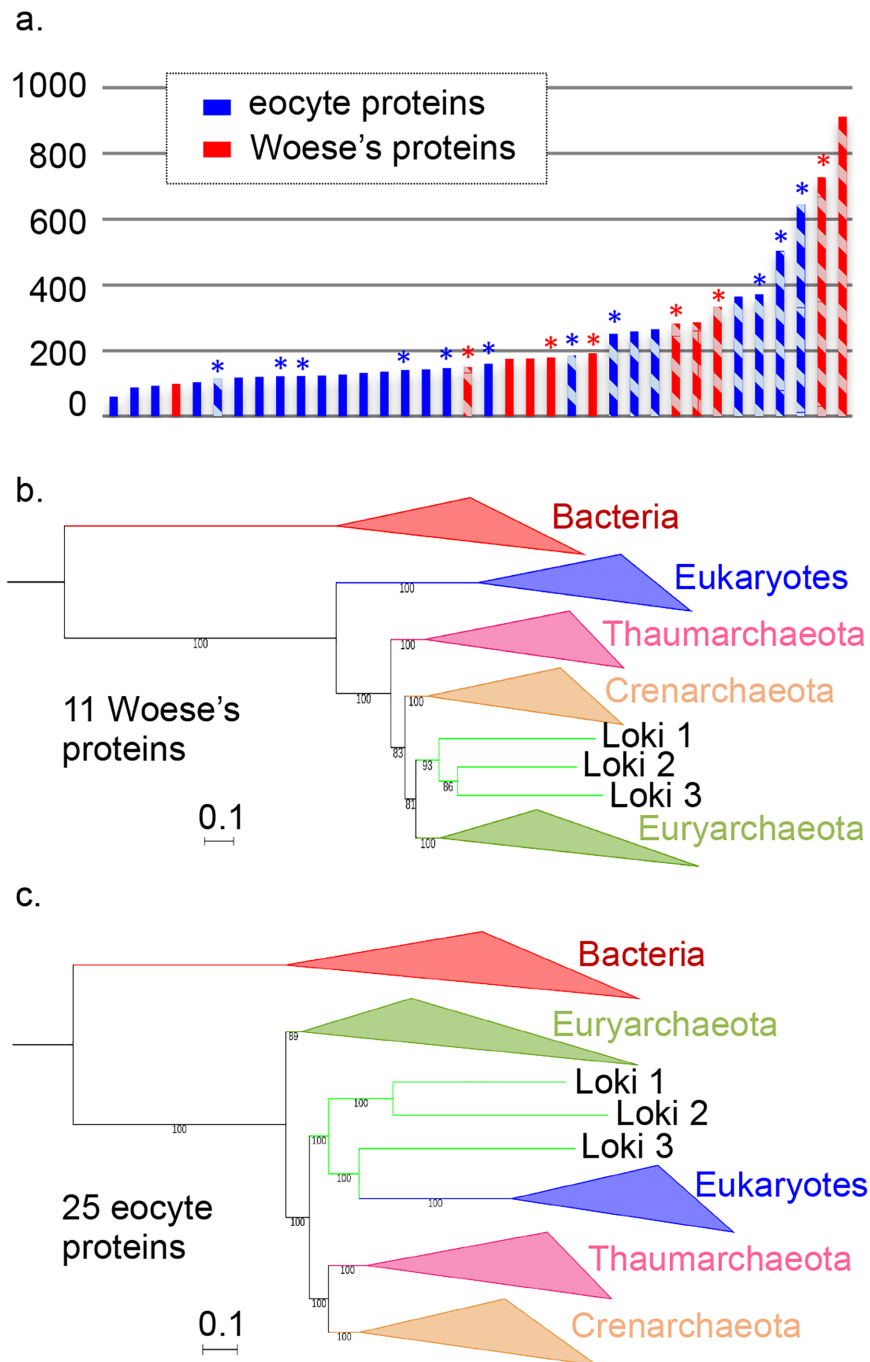 a.
1000
800
600
400
200
0
eocyte proteins
Woese's proteins
* * * * * * * * * * * * * * * * * *
b.
Bacteria
Eukaryotes
100
Thaumarchaeota
100
100
Crenarchaeota
100
100
11 Woese's
proteins
Loki 1
83
93
Loki 2
86
Loki 3
81
0.1
Euryarchaeota
100
c.
Bacteria
Euryarchaeota
89
Loki 1
100
Loki 2
100
100
Loki 3
100
Eukaryotes
100
25 eocyte
proteins
100
Thaumarchaeota
100
100
0.1
Crenarchaeota
100